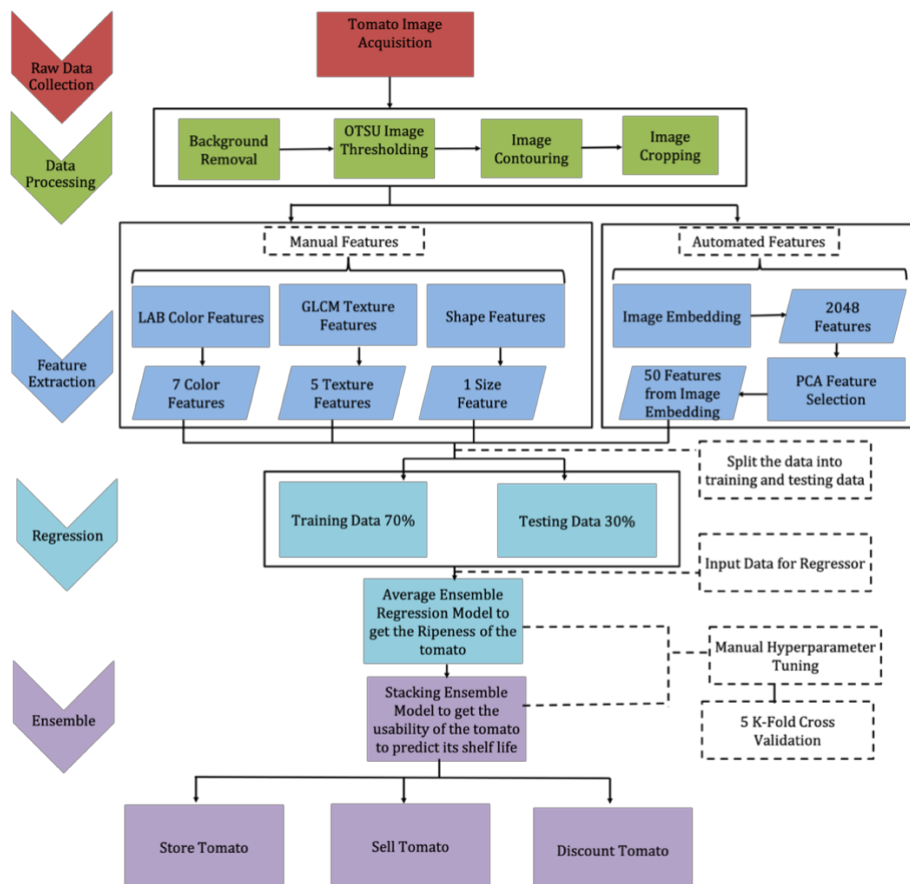 Raw Data
Collection
Tomato Image
Acquisition
Data
Processing
Background
Removal
OTSU Image
Thresholding
Image
Contouring
Image
Cropping
Feature
Extraction
Manual Features
LAB Color Features
GLCM Texture
Features
Shape Features
7 Color
Features
5 Texture Features
1 Size
Feature
Automated Features
Image Embedding
2048
Features
50 Features
from Image
Embedding
PCA Feature
Selection
Split the data into
training and testing data
Regression
Training Data 70%
Testing Data 30%
Input Data for Regressor
Average Ensemble
Regression Model to
get the Ripeness of the
tomato
Manual Hyperparameter
Tuning
Ensemble
Stacking Ensemble
Model to get the
usability of the tomato
to predict its shelf life
5 K-Fold Cross
Validation
Store Tomato
Sell Tomato
Discount Tomato